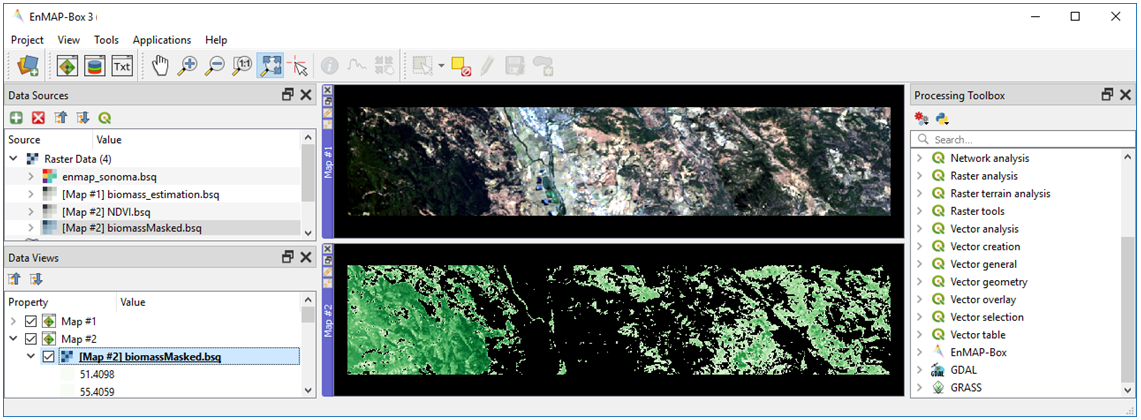 EnMAP-Box 3
Project View Tools Applications Help
1:1
Txt
Data Sources
Source Value
Raster Data (4)
enmap_sonoma.bsq
[Map #1] biomass_estimation.bsq
[Map #2] NDVI.bsq
[Map #2] biomassMasked.bsq
Data Views
Property Value
Map #1
Map #2
[Map #2] biomassMasked.bsq
51.4098
55.4059
Map #1
Map #2
Processing Toolbox
Search...
Network analysis
Raster analysis
Raster terrain analysis
Raster tools
Vector analysis
Vector creation
Vector general
Vector geometry
Vector overlay
Vector selection
Vector table
EnMAP-Box
GDAL
GDAL
GRASS